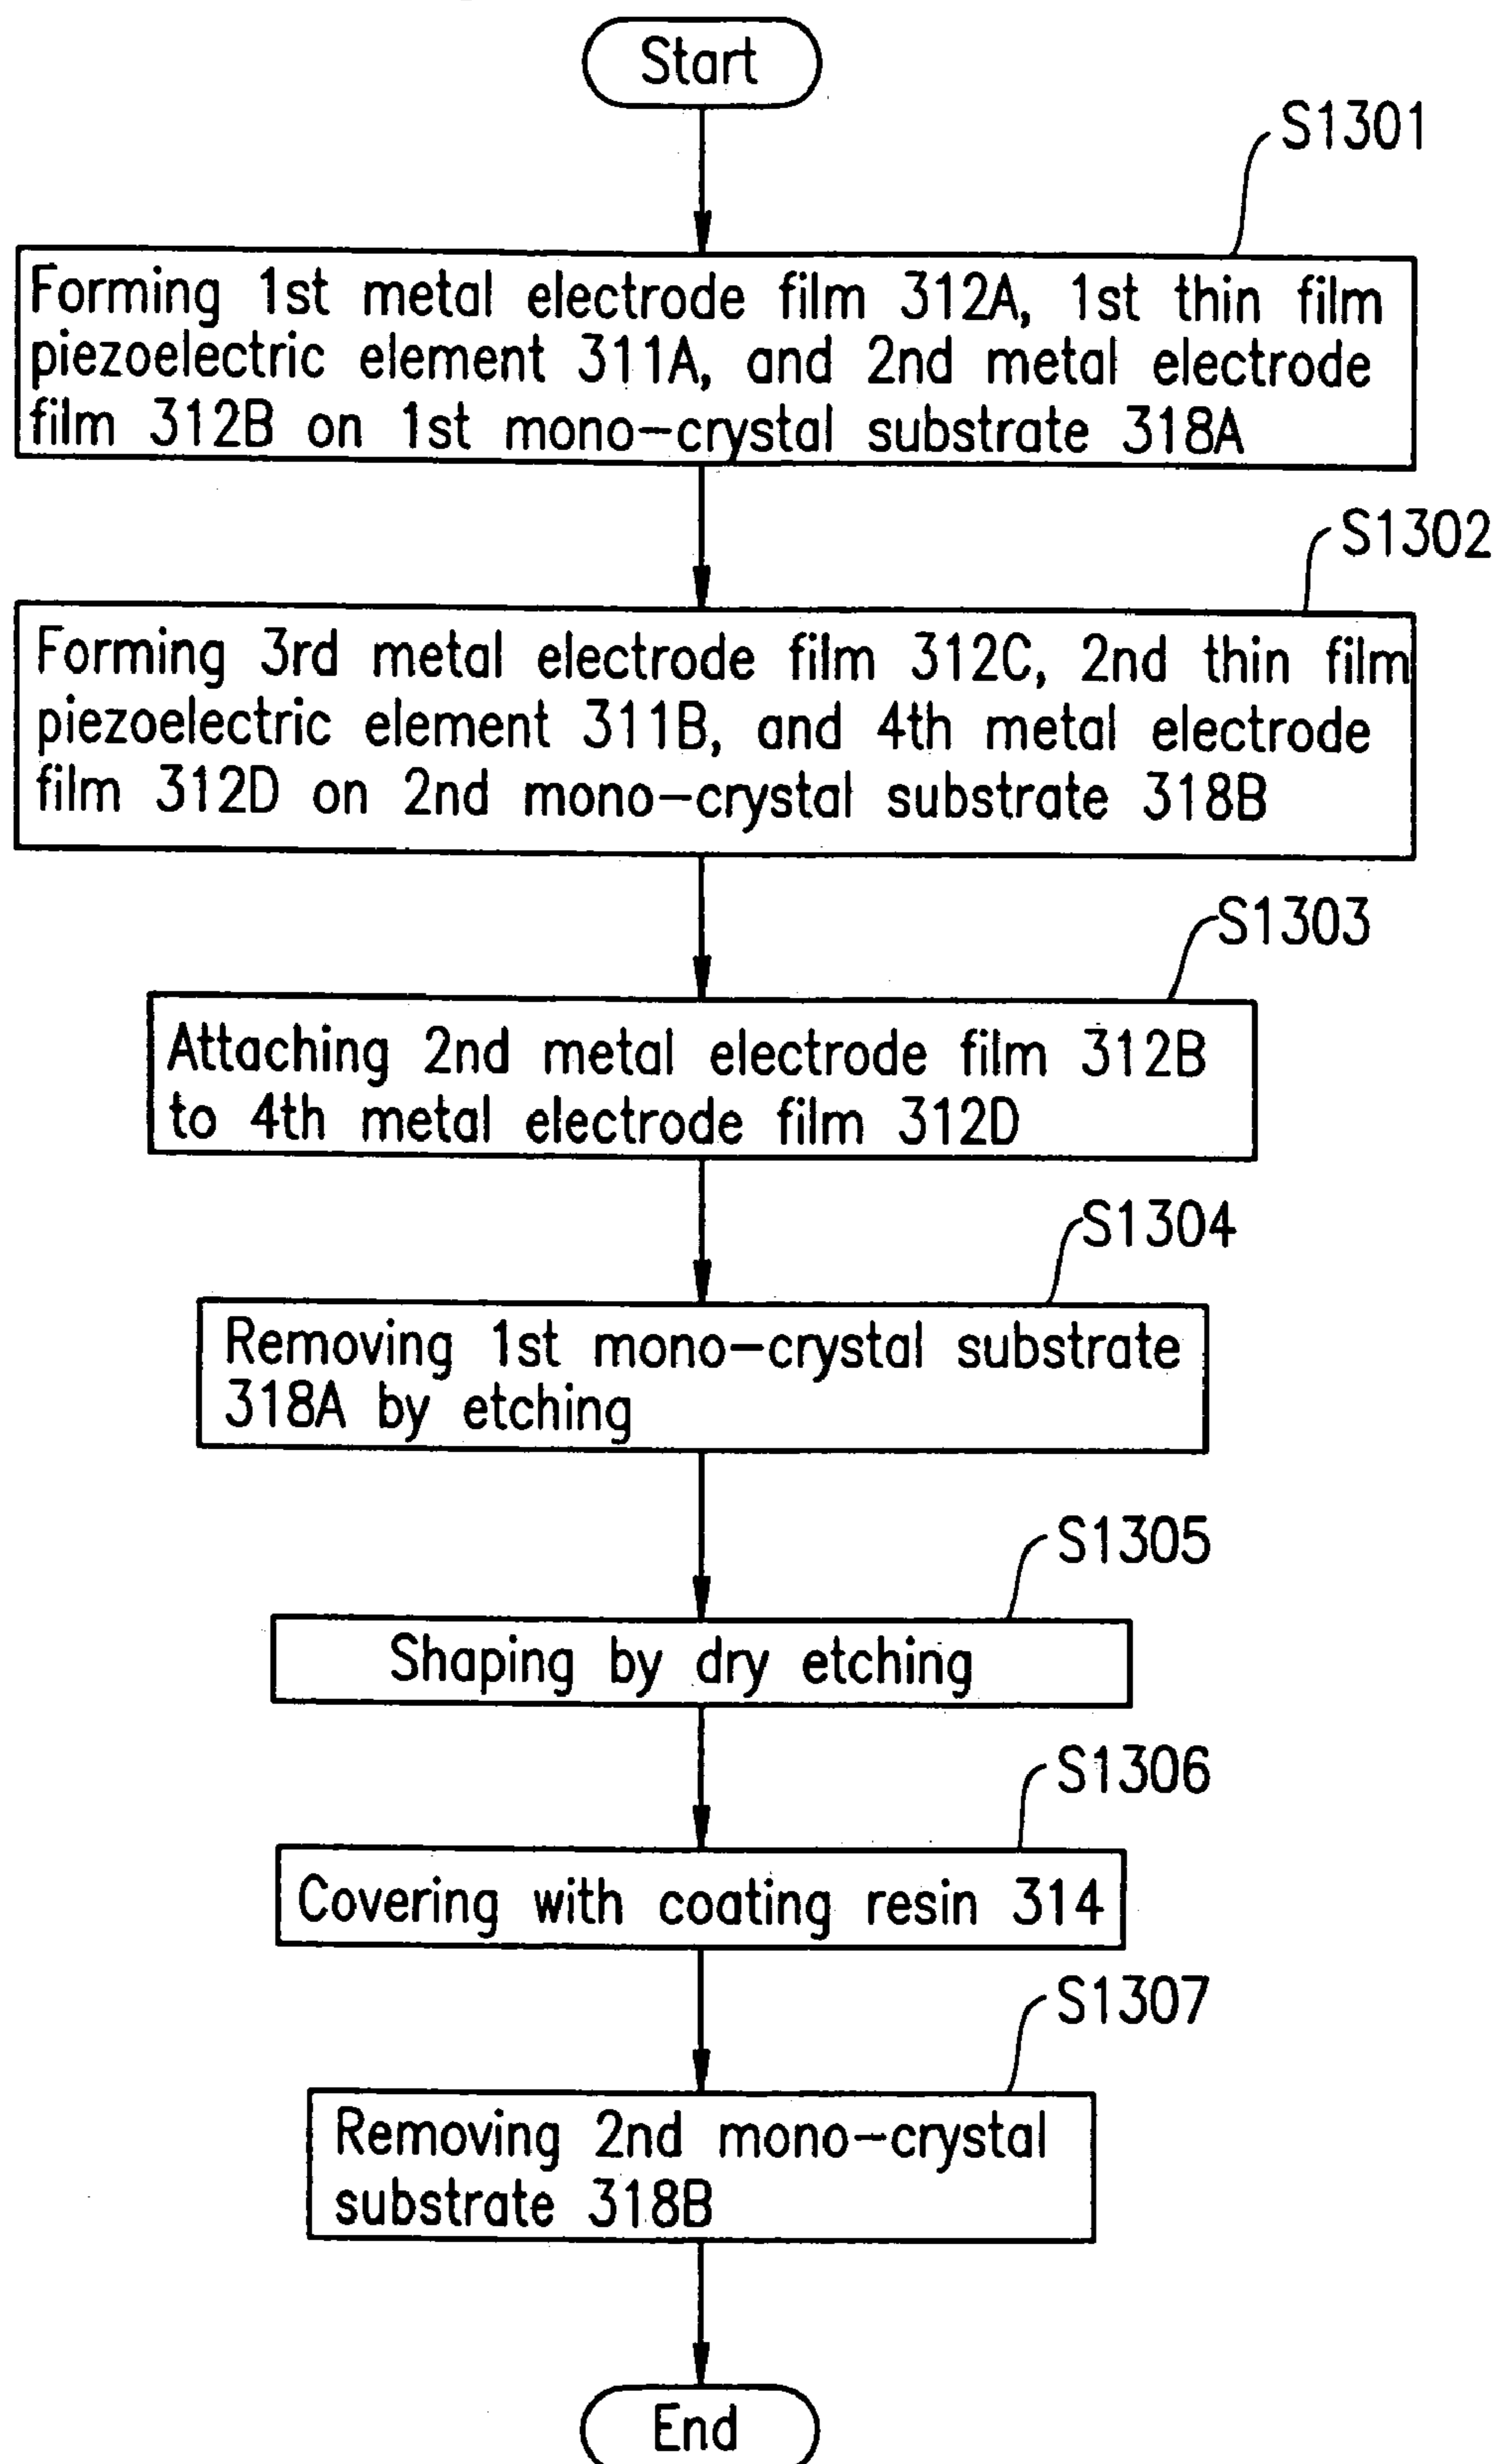 Start
S1301
Forming 1st metal electrode film 312A, 1st thin film
piezoelectric element 311A, and 2nd metal electrode
film 312B on 1st mono-crystal substrate 318A
S1302
Forming 3rd metal electrode film 312C, 2nd thin film
piezoelectric element 311B, and 4th metal electrode
film 312D on 2nd mono-crystal substrate 318B
S1303
Attaching 2nd metal electrode film 312B
to 4th metal electrode film 312D
S1304
Removing 1st mono-crystal substrate
318A by etching
S1305
Shaping by dry etching
S1306
Covering with coating resin 314
S1307
Removing 2nd mono-crystal
substrate 318B
End